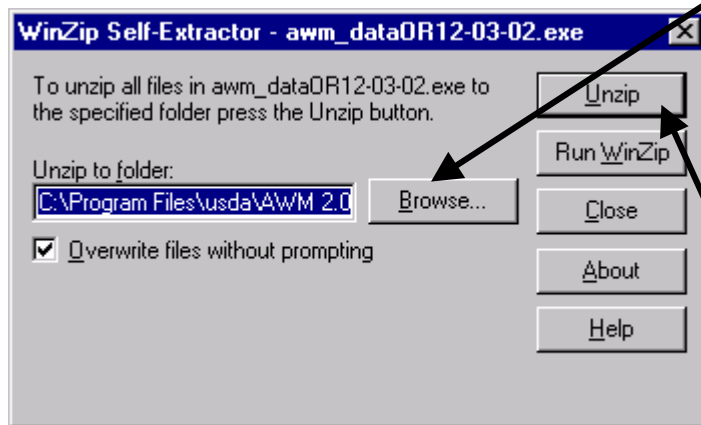 WinZip Self-Extractor - awm_dataOR12-03-02.exe
To unzip all files in awm_dataOR12-03-02.exe to
the specified folder press the Unzip button.
Unzip to folder:
C:\Program Files\usda\AWM 2.0
Browse...
Overwrite files without prompting
Unzip
Run WinZip
Close
About
Help